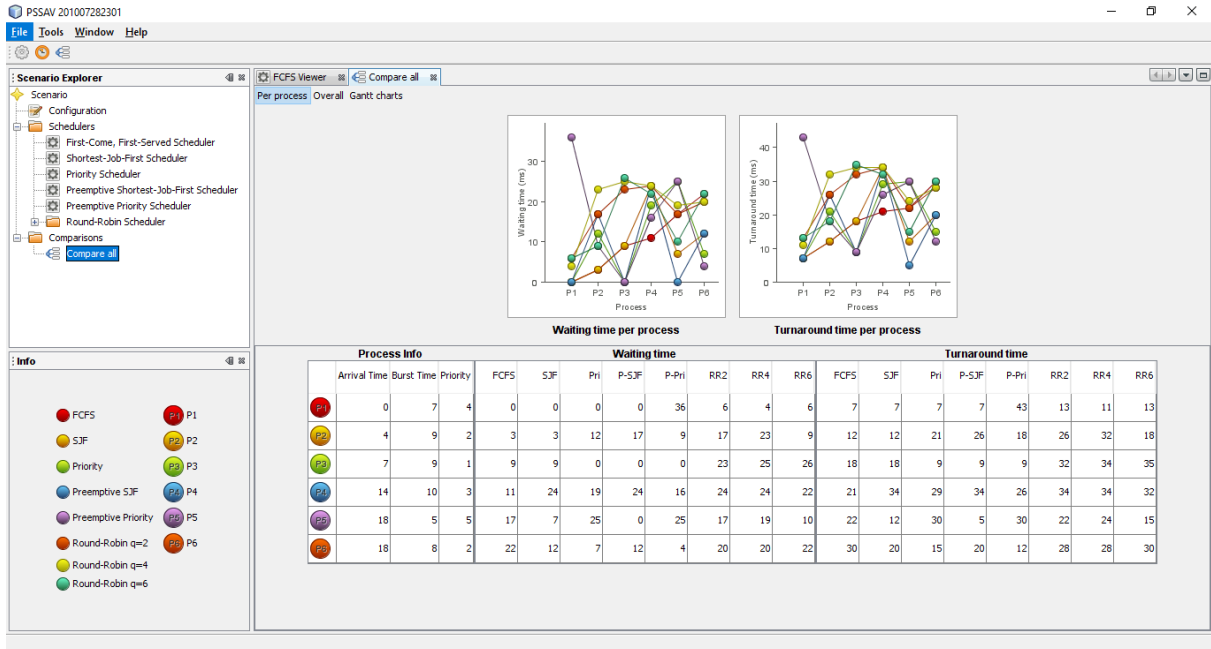 PSSAV 201007282301
File Tools Window Help
Scenario Explorer
Scenario
Configuration
Schedulers
First-Come, First-Served Scheduler
Shortest-Job-First Scheduler
Priority Scheduler
Preemptive Shortest-Job-First Scheduler
Preemptive Priority Scheduler
Round-Robin Scheduler
Comparisons
Compare all
Info
FCFS P1 P1
SJF P2 P2
Priority P3 P3
Preemptive SJF P4 P4
Preemptive Priority P5 P5
Round-Robin q=2 P6 P6
Round-Robin q=4
Round-Robin q=6
FCFS Viewer Compare all
Per process Overall Gantt charts
Waiting time (ms)
30
20
10
0
P1 P2 P3 P4 P5 P6
Process
Waiting time per process
Turnaround time (ms)
40
30
20
10
0
P1 P2 P3 P4 P5 P6
Process
Turnaround time per process
Process Info Waiting time Turnaround time
Arrival Time Burst Time Priority FCFS SJF Pri P-SJF P-Pri RR2 RR4 RR6 FCFS SJF Pri P-SJF P-Pri RR2 RR4 RR6
P1 0 7 4 0 0 0 0 36 6 4 6 7 7 7 7 43 13 11 13
P2 4 9 2 3 3 12 17 9 17 23 9 12 12 21 26 18 26 32 18
P3 7 9 1 9 9 0 0 0 23 25 26 18 18 9 9 9 32 34 35
P4 14 10 3 11 24 19 24 16 24 24 22 21 34 29 34 26 34 34 32
P5 18 5 5 17 7 25 0 25 17 19 10 22 12 30 5 30 22 24 15
P6 18 8 2 22 12 7 12 4 20 20 22 30 20 15 20 12 28 28 30